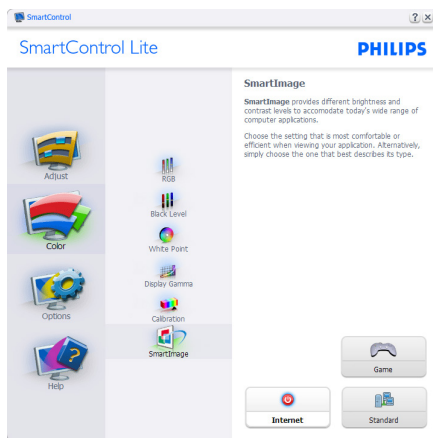 SmartControl
SmartControl Lite
PHILIPS
Adjust
Color
Options
Help
RGB
Black Level
White Point
Display Gamma
Calibration
SmartImage
SmartImage
SmartImage provides different brightness and
contrast levels to accomodate today's wide range of
computer applications.
Choose the setting that is most comfortable or
efficient when viewing your application. Alternatively,
simply choose the one that best describes its type.
Game
Internet
Standard